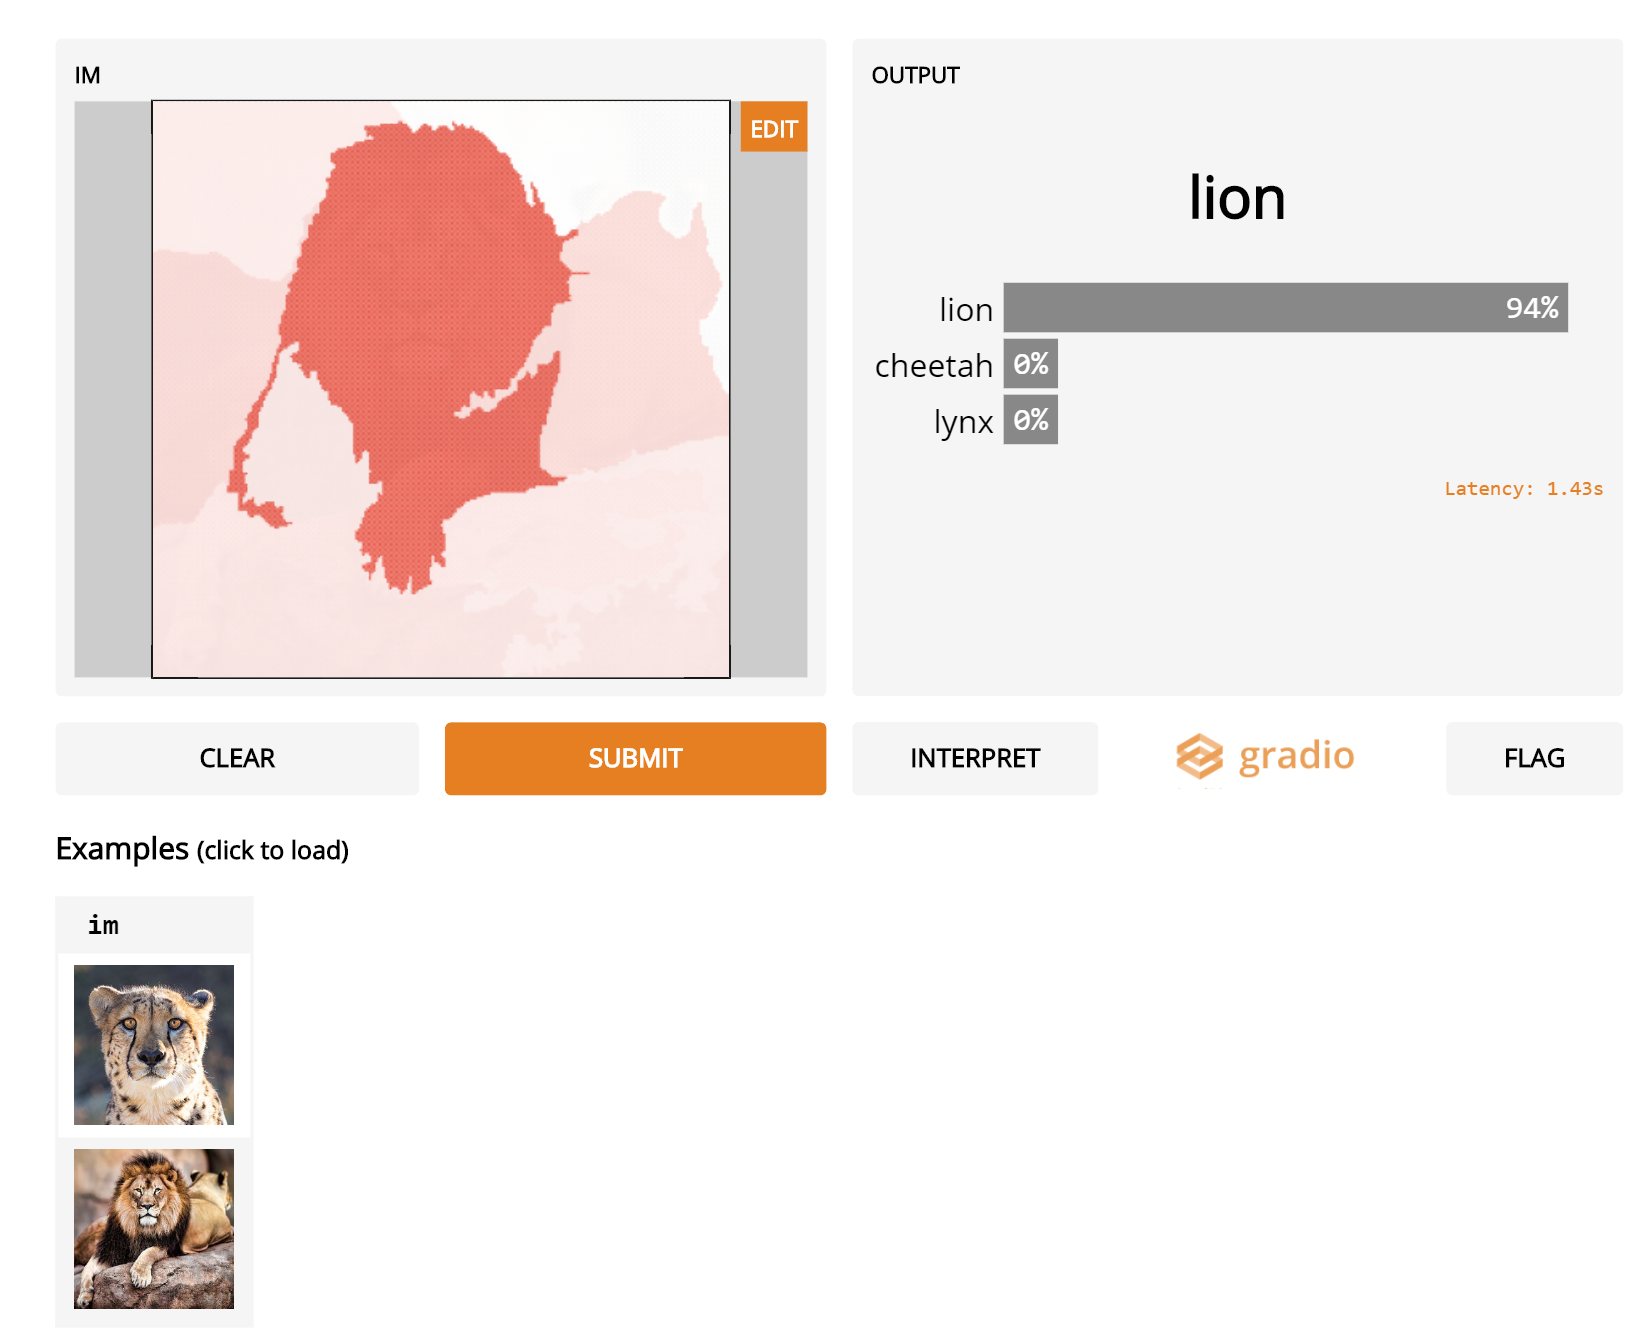 IM
EDIT
OUTPUT
lion
lion 94%
cheetah 0%
lynx 0%
Latency: 1.43s
CLEAR
SUBMIT
INTERPRET
gradio
FLAG
Examples (click to load)
im